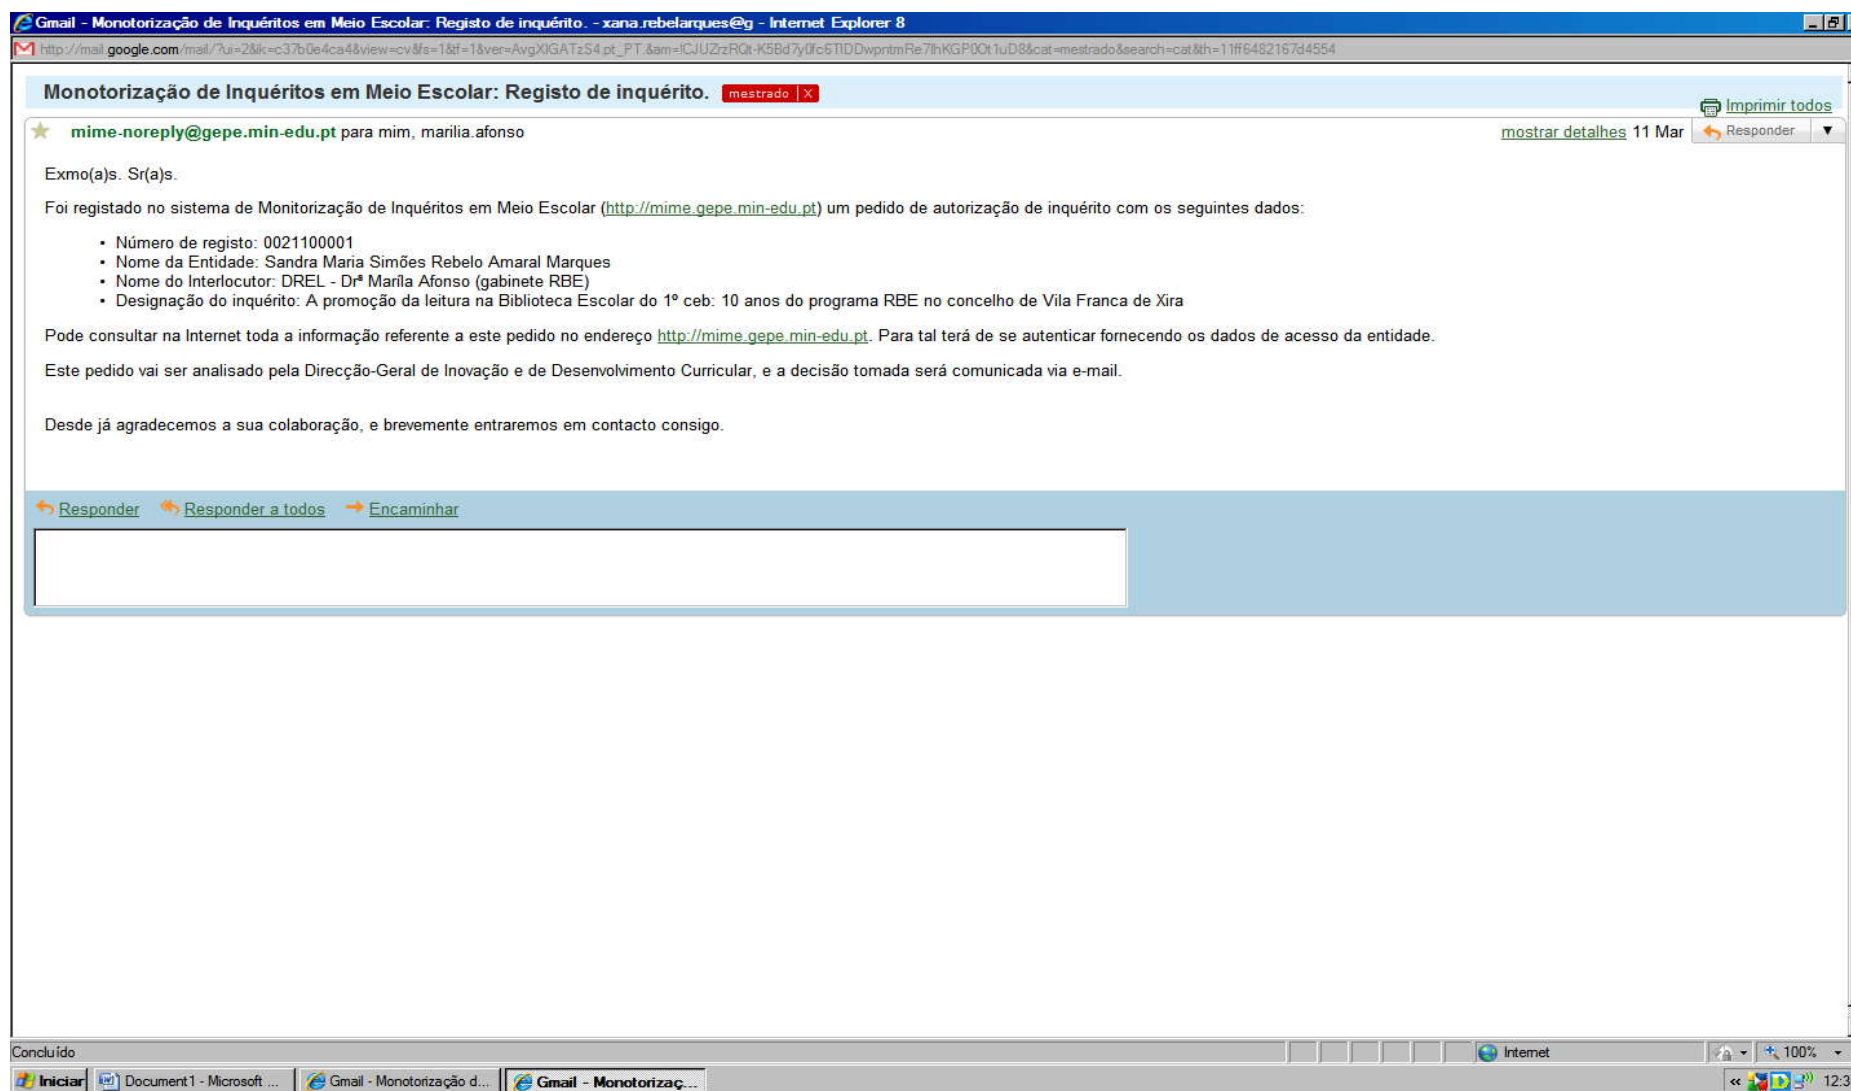 Gmail - Monotorização de Inquéritos em Meio Escolar: Registo de inquérito. - xana.rebelarques@g - Internet Explorer 8
Monotorização de Inquéritos em Meio Escolar: Registo de inquérito. mestrado X
Imprimir todos
mime-noreply@gepe.min-edu.pt para mim, marilia.afonso mostrar detalhes 11 Mar Responder
Exmo(a)s. Sr(a)s.
Foi registado no sistema de Monitorização de Inquéritos em Meio Escolar (http://mime.gepe.min-edu.pt) um pedido de autorização de inquérito com os seguintes dados:
• Número de registo: 0021100001
• Nome da Entidade: Sandra Maria Simões Rebelo Amaral Marques
• Nome do Interlocutor: DREL - Drª Maríla Afonso (gabinete RBE)
• Designação do inquérito: A promoção da leitura na Biblioteca Escolar do 1º ceb: 10 anos do programa RBE no concelho de Vila Franca de Xira
Pode consultar na Internet toda a informação referente a este pedido no endereço http://mime.gepe.min-edu.pt. Para tal terá de se autenticar fornecendo os dados de acesso da entidade.
Este pedido vai ser analisado pela Direcção-Geral de Inovação e de Desenvolvimento Curricular, e a decisão tomada será comunicada via e-mail.
Desde já agradecemos a sua colaboração, e brevemente entraremos em contacto consigo.
Responder Responder a todos Encaminhar
Concluído Internet 100%
Iniciar Document1 - Microsoft ... Gmail - Monotorização d... Gmail - Monotorizaç... « 12:3